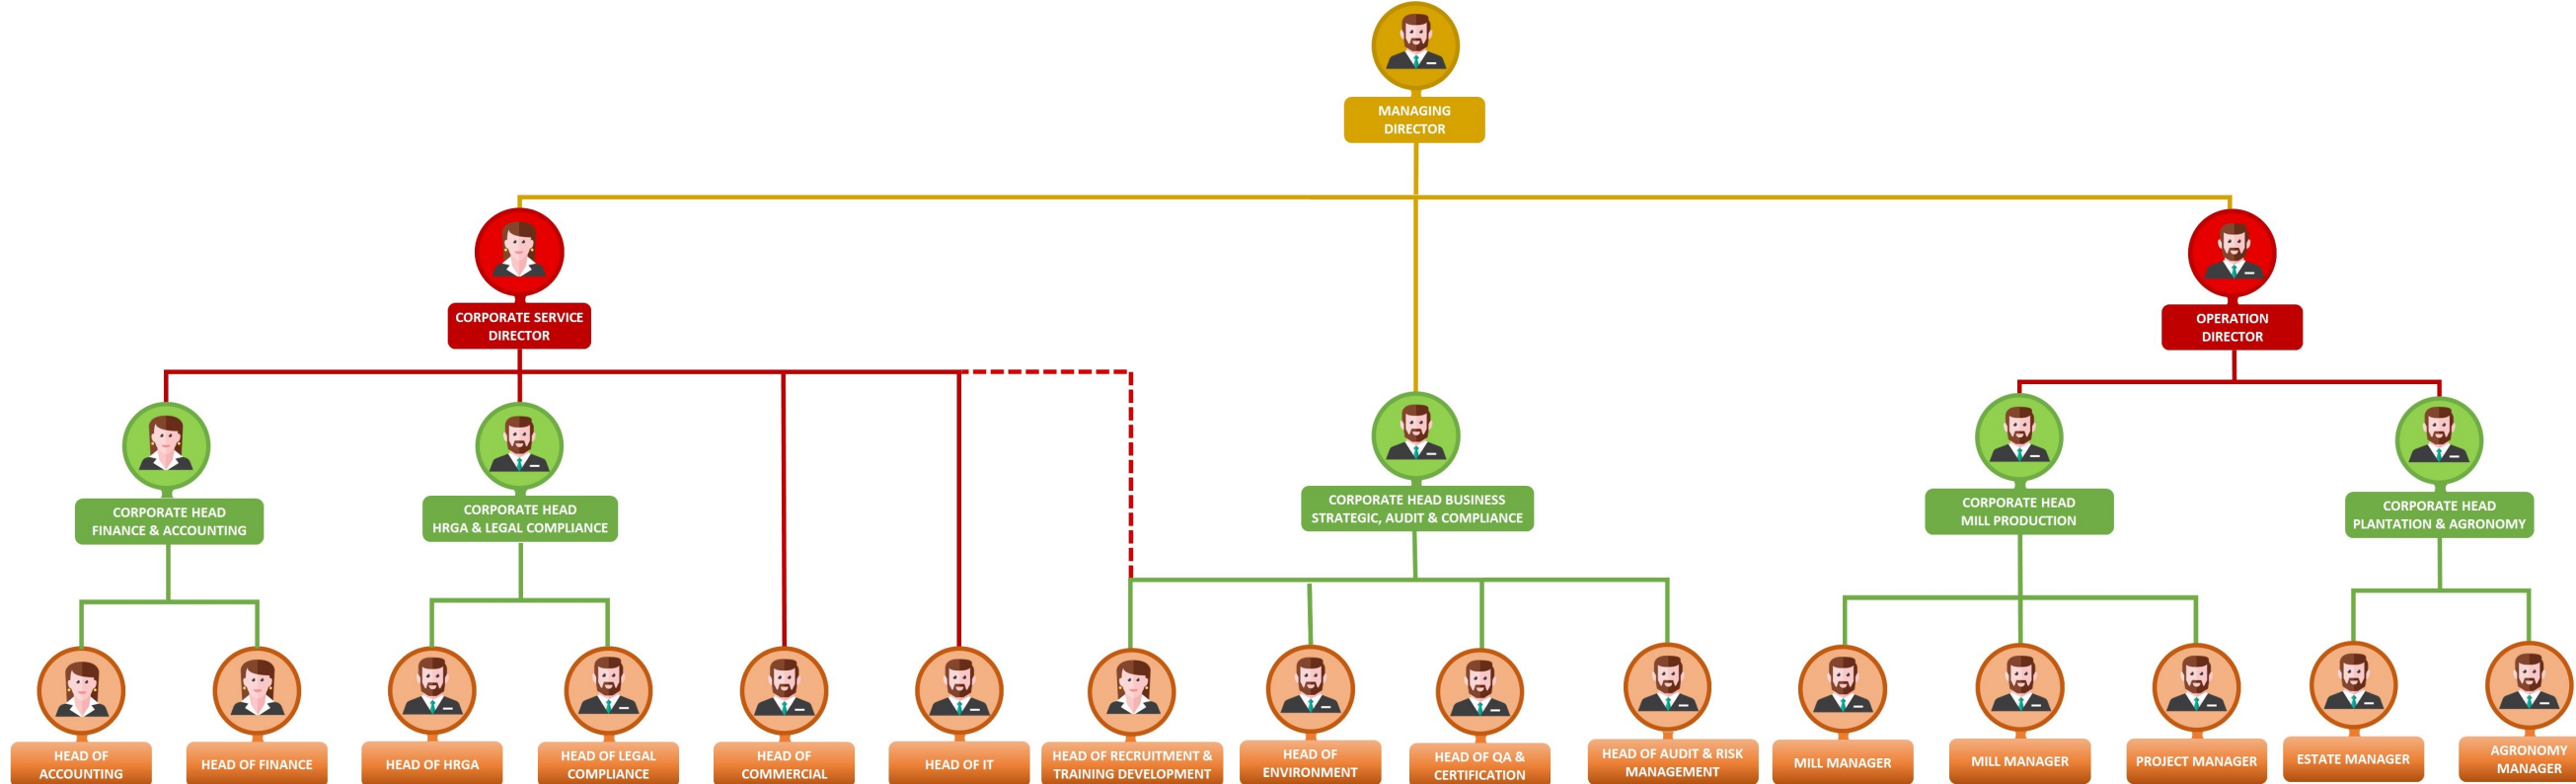 MANAGING
DIRECTOR
CORPORATE SERVICE
DIRECTOR
OPERATION
DIRECTOR
CORPORATE HEAD
FINANCE & ACCOUNTING
CORPORATE HEAD
HRGA & LEGAL COMPLIANCE
CORPORATE HEAD BUSINESS
STRATEGIC, AUDIT & COMPLIANCE
CORPORATE HEAD
MILL PRODUCTION
CORPORATE HEAD
PLANTATION & AGRONOMY
HEAD OF
ACCOUNTING
HEAD OF FINANCE
HEAD OF HRGA
HEAD OF LEGAL
COMPLIANCE
HEAD OF
COMMERCIAL
HEAD OF IT
HEAD OF RECRUITMENT &
TRAINING DEVELOPMENT
HEAD OF
ENVIRONMENT
HEAD OF QA &
CERTIFICATION
HEAD OF AUDIT & RISK
MANAGEMENT
MILL MANAGER
MILL MANAGER
PROJECT MANAGER
ESTATE MANAGER
AGRONOMY
MANAGER